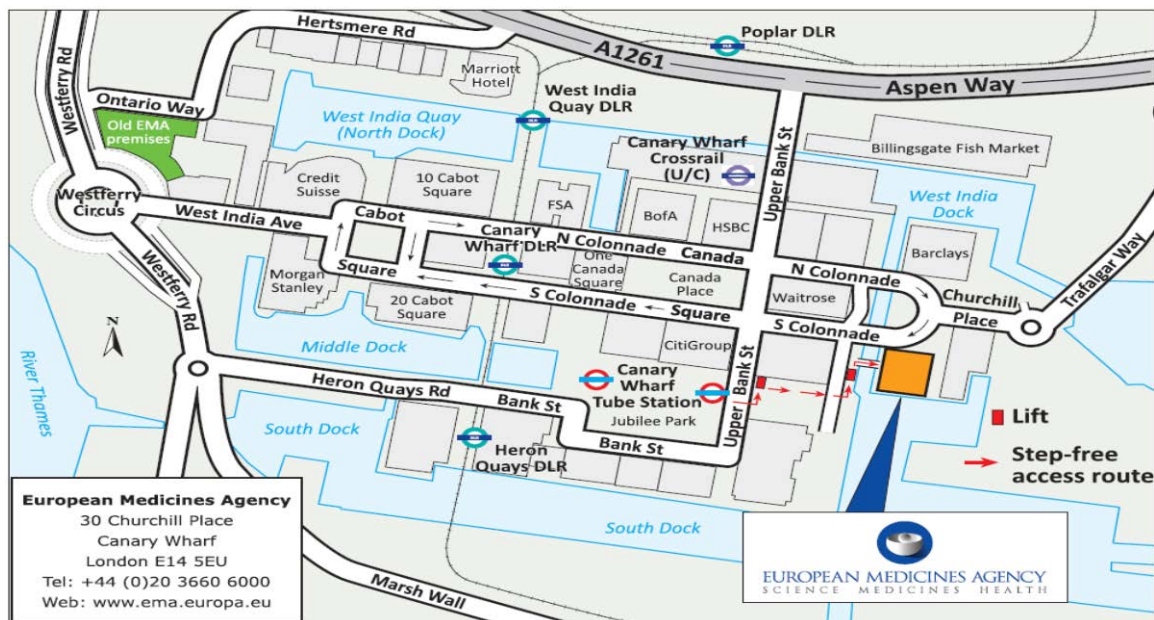 Hertsmere Rd
Poplar DLR
A1261
Westferry Rd
Marriott
Hotel
West India
Quay DLR
Aspen Way
Ontario Way
Old EMA
premises
West India Quay
(North Dock)
Canary Wharf
Crossrail
(U/C)
Upper Bank St
Billingsgate Fish Market
Credit
Suisse
10 Cabot
Square
Westferry
Circus
FSA
West India
Dock
West India Ave
Cabot
BofA
HSBC
Canary
Wharf DLR
N Colonnade
Canada
One
Canada
Square
Barclays
Trafalgar Way
N Colonnade
Westferry Rd
Morgan
Stanley
Square
Canada
Place
Waitrose
Churchill
Place
20 Cabot
Square
S Colonnade
Square
S Colonnade
N
Middle Dock
CitiGroup
River Thames
Heron Quays Rd
Canary
Wharf
Tube Station
Upper Bank St
Bank St
Jubilee Park
Lift
South Dock
Heron
Quays DLR
Bank St
Step-free
access route
European Medicines Agency
30 Churchill Place
Canary Wharf
London E14 5EU
Tel: +44 (0)20 3660 6000
Web: www.ema.europa.eu
South Dock
Marsh Wall
EUROPEAN MEDICINES AGENCY
SCIENCE MEDICINES HEALTH